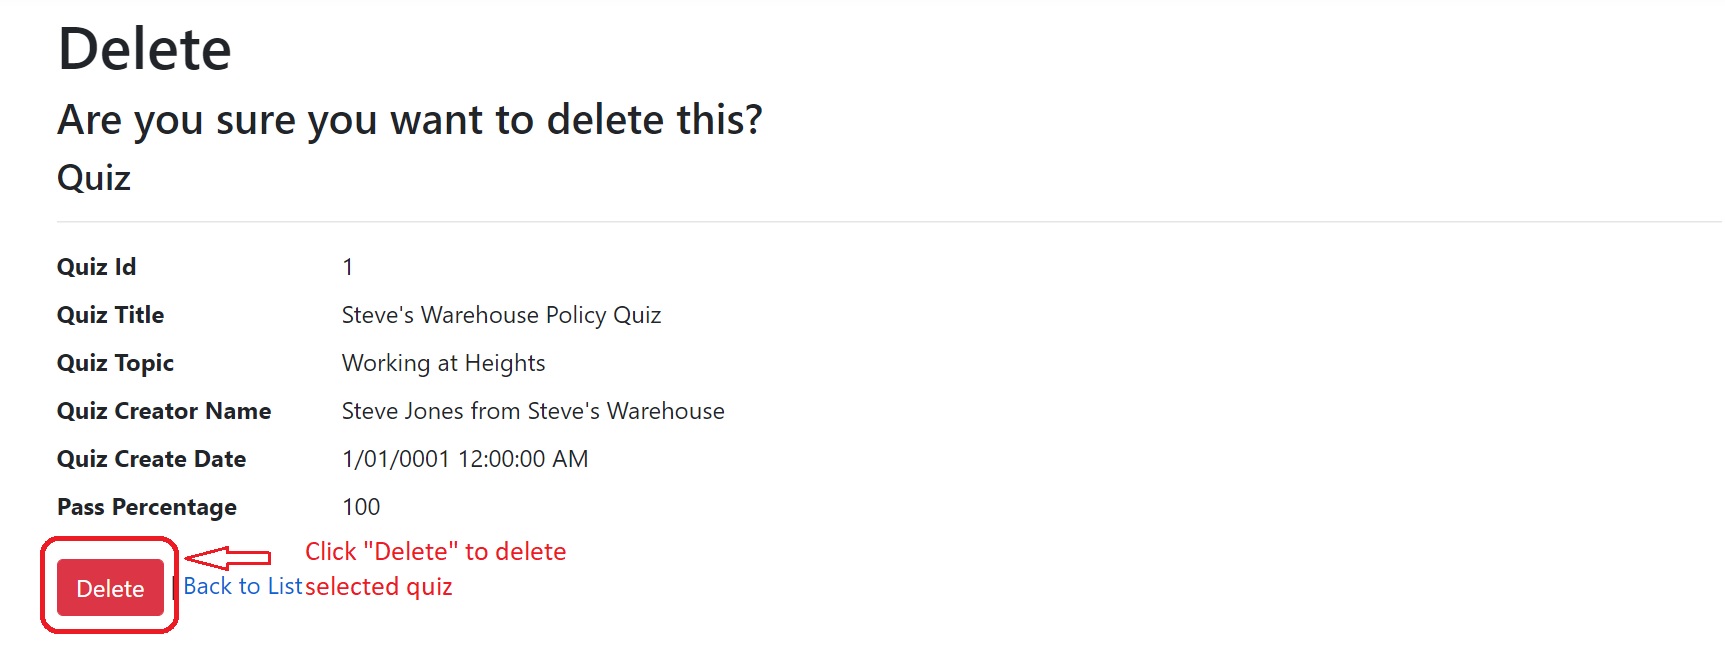 Delete
Are you sure you want to delete this?
Quiz
Quiz Id 1
Quiz Title Steve's Warehouse Policy Quiz
Quiz Topic Working at Heights
Quiz Creator Name Steve Jones from Steve's Warehouse
Quiz Create Date 1/01/0001 12:00:00 AM
Pass Percentage 100
Click "Delete" to delete
selected quiz
Delete | Back to List